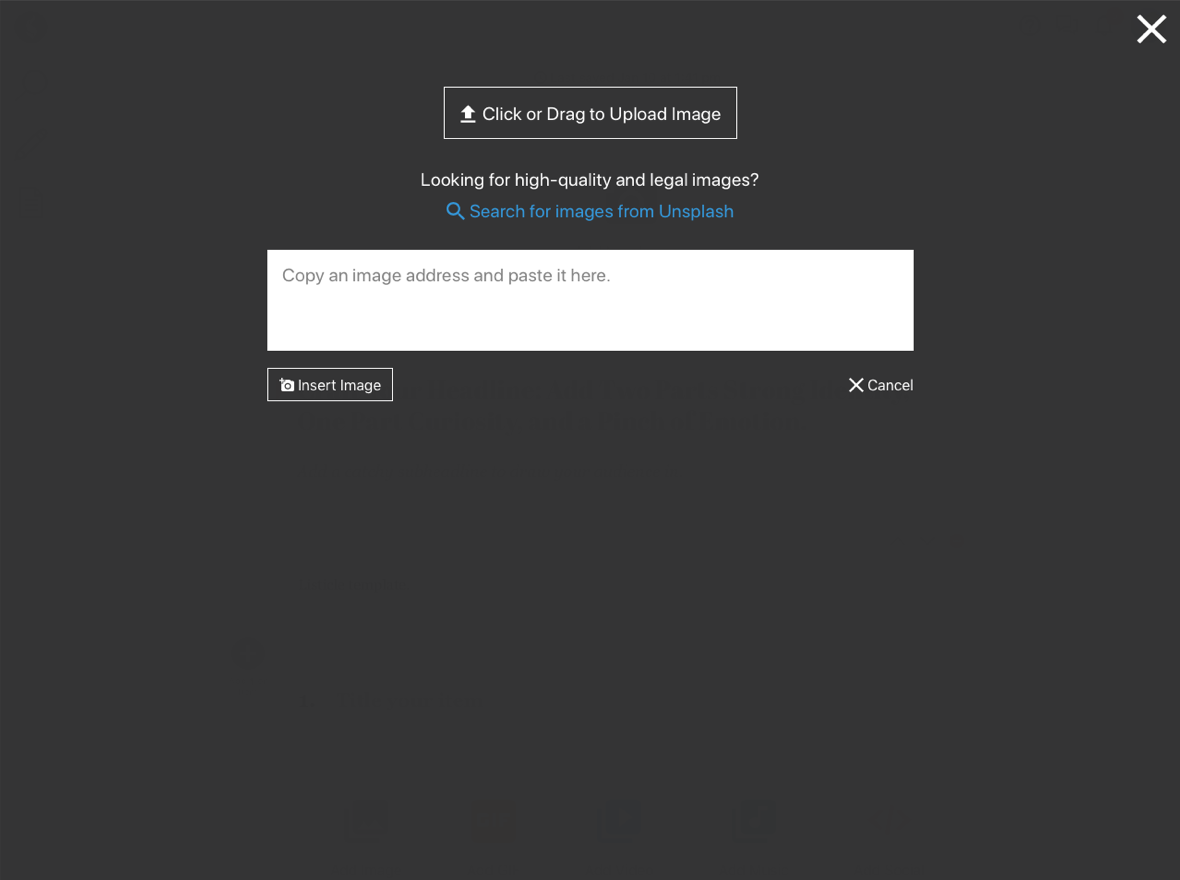 Click or Drag to Upload Image
Looking for high-quality and legal images?
Search for images from Unsplash
Copy an image address and paste it here.
Insert Image
Cancel